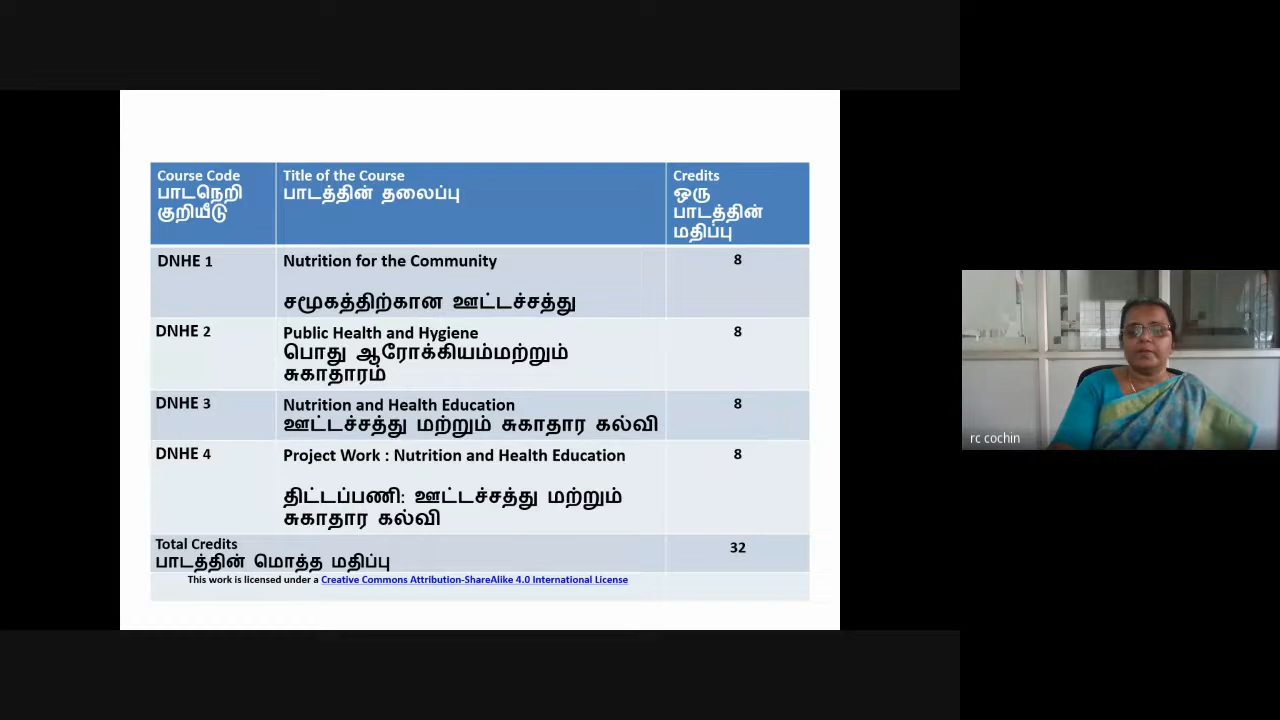 Course Code
பாடநெறி
குறியீடு
Title of the Course
பாடத்தின் தலைப்பு
Credits
ஒரு
பாடத்தின்
மதிப்பு
DNHE 1
Nutrition for the Community
சமூகத்திற்கான ஊட்டச்சத்து
8
DNHE 2
Public Health and Hygiene
பொது ஆரோக்கியம்மற்றும்
சுகாதாரம்
8
DNHE 3
Nutrition and Health Education
ஊட்டச்சத்து மற்றும் சுகாதார கல்வி
8
DNHE 4
Project Work : Nutrition and Health Education
திட்டப்பணி: ஊட்டச்சத்து மற்றும்
சுகாதார கல்வி
8
Total Credits
பாடத்தின் மொத்த மதிப்பு
32
This work is licensed under a Creative Commons Attribution-ShareAlike 4.0 International License
rc cochin